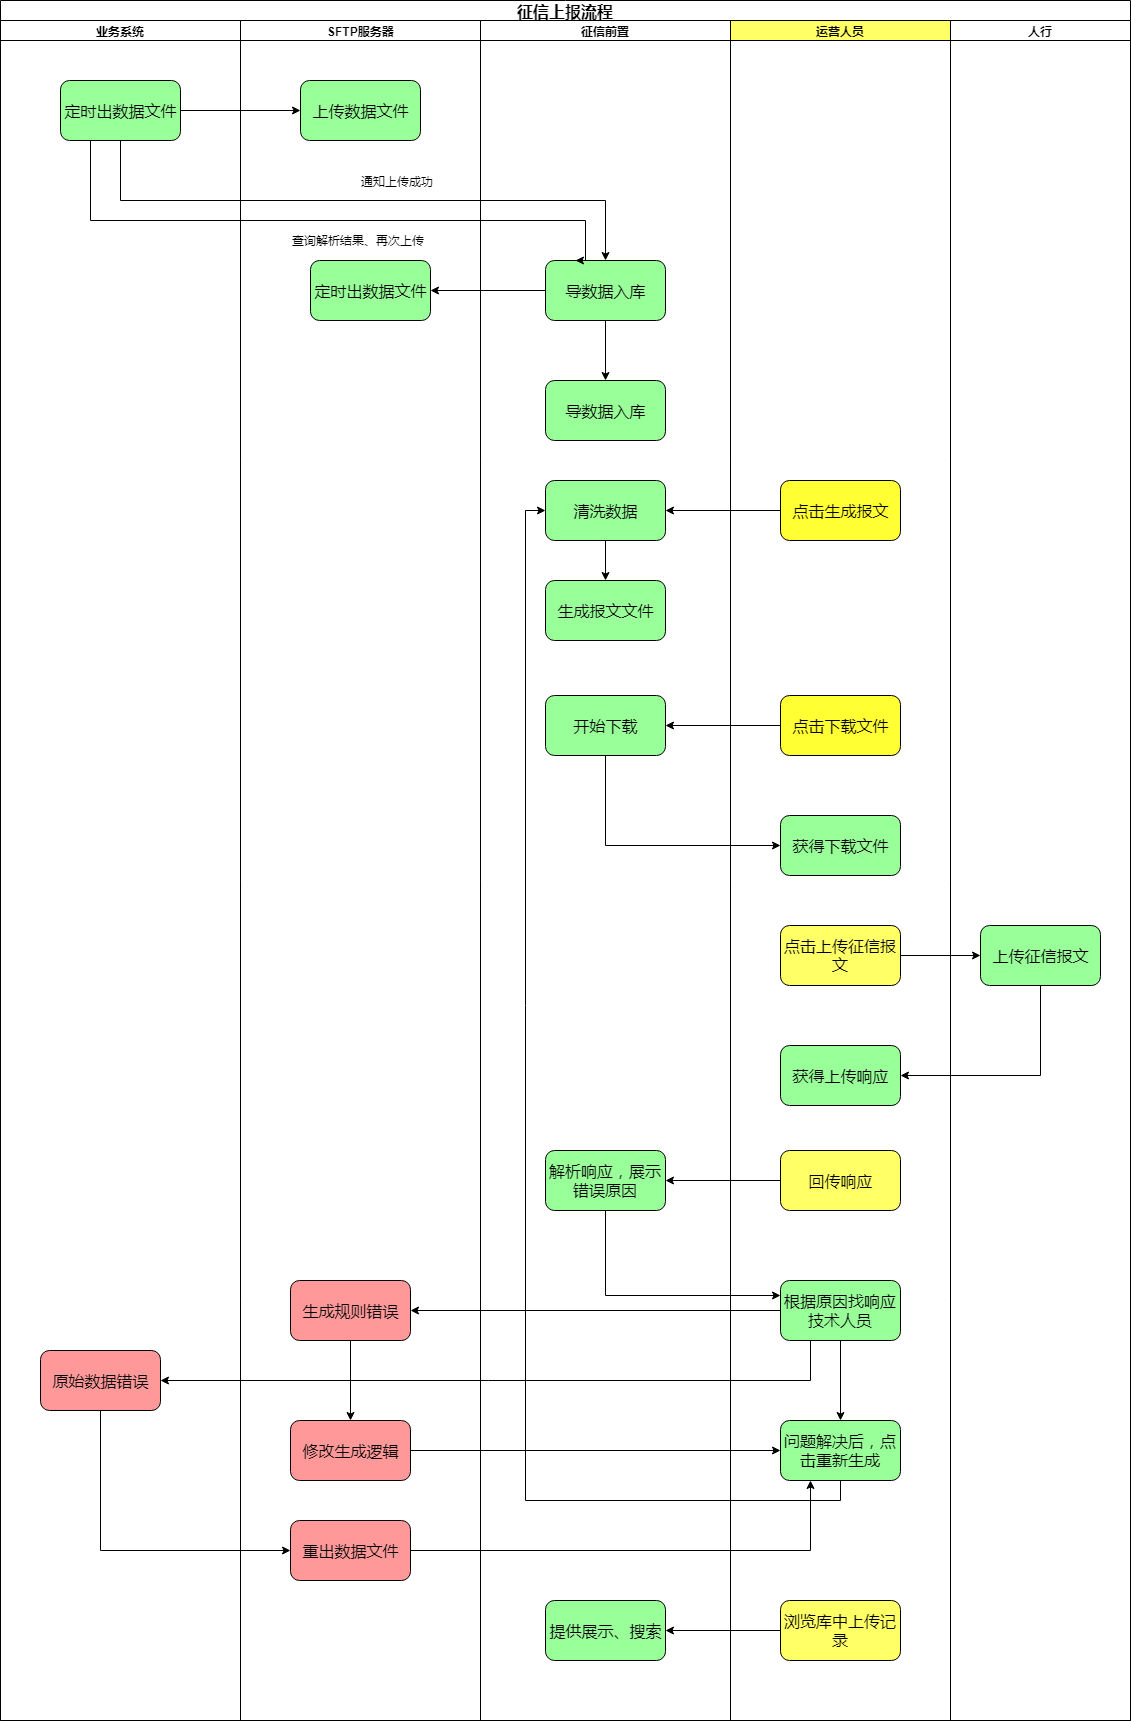 征信上报流程
业务系统
SFTP服务器
征信前置
运营人员
人行
定时出数据文件
上传数据文件
通知上传成功
查询解析结果、再次上传
定时出数据文件
导数据入库
导数据入库
清洗数据
点击生成报文
生成报文文件
开始下载
点击下载文件
获得下载文件
点击上传征信报
文
上传征信报文
获得上传响应
解析响应，展示
错误原因
回传响应
生成规则错误
根据原因找响应
技术人员
原始数据错误
修改生成逻辑
问题解决后，点
击重新生成
重出数据文件
提供展示、搜索
浏览库中上传记
录